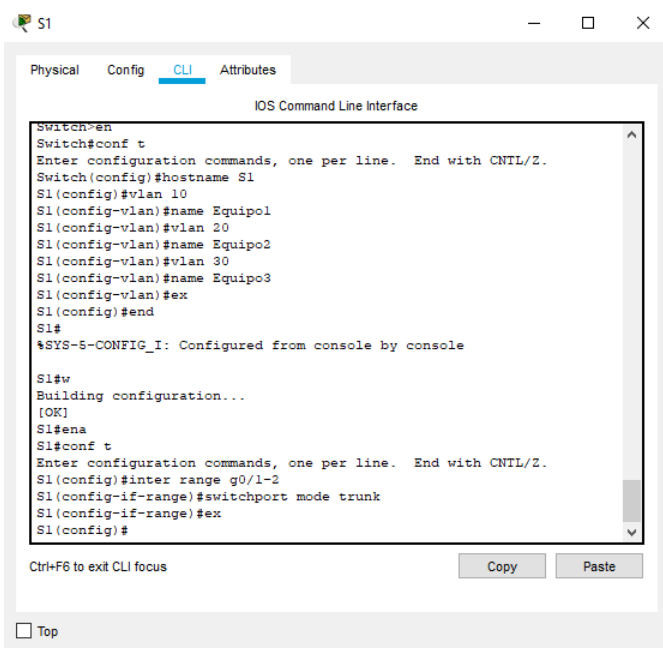 S1
Physical Config CLI Attributes
IOS Command Line Interface
Switch>en
Switch#conf t
Enter configuration commands, one per line. End with CNTL/Z.
Switch(config)#hostname S1
S1(config)#vlan 10
S1(config-vlan)#name Equipo1
S1(config-vlan)#vlan 20
S1(config-vlan)#name Equipo2
S1(config-vlan)#vlan 30
S1(config-vlan)#name Equipo3
S1(config-vlan)#ex
S1(config)#end
S1#
%SYS-5-CONFIG_I: Configured from console by console
S1#w
Building configuration...
[OK]
S1#ena
S1#conf t
Enter configuration commands, one per line. End with CNTL/Z.
S1(config)#inter range g0/1-2
S1(config-if-range)#switchport mode trunk
S1(config-if-range)#ex
S1(config)#
Ctrl+F6 to exit CLI focus
Copy Paste
Top